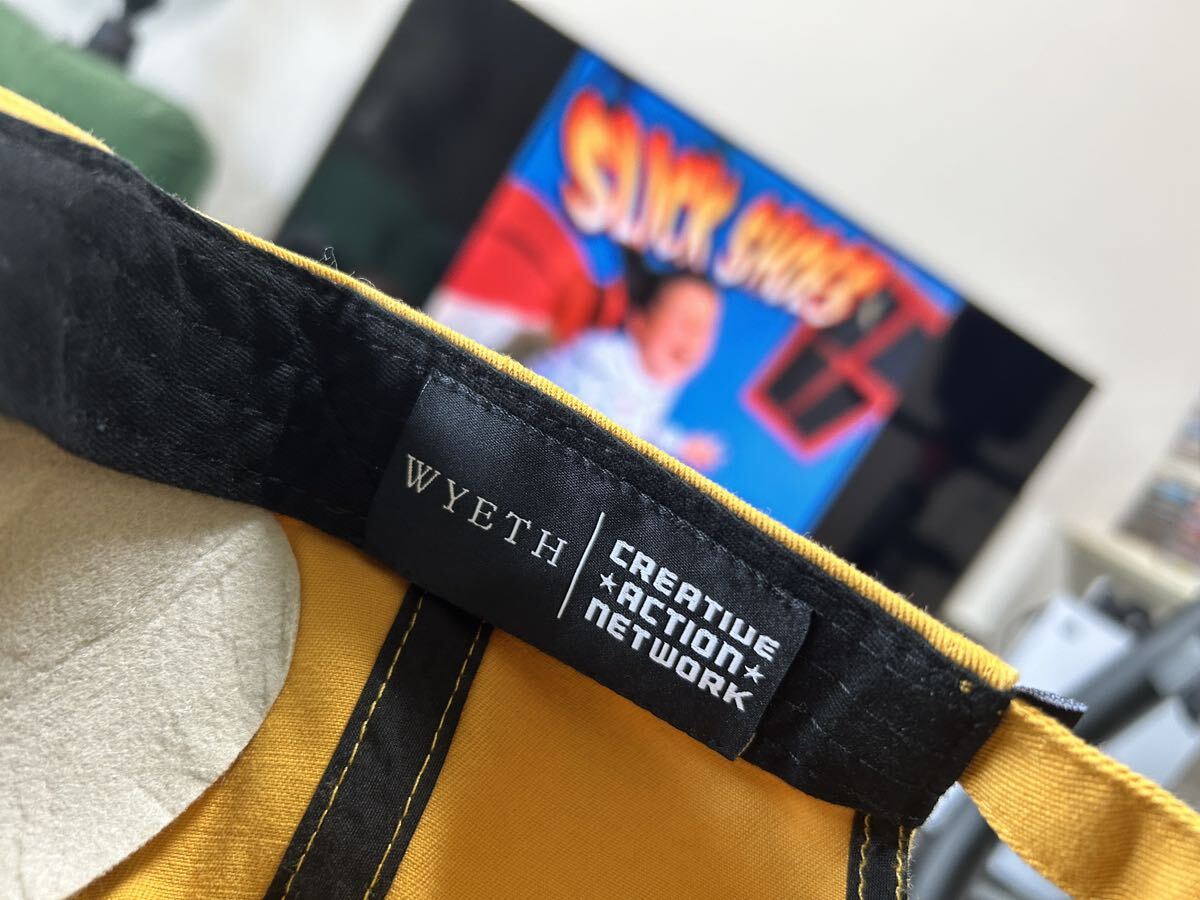 SLICK SHOES
WYETH
CREATIVE
★ACTION★
NETWORK